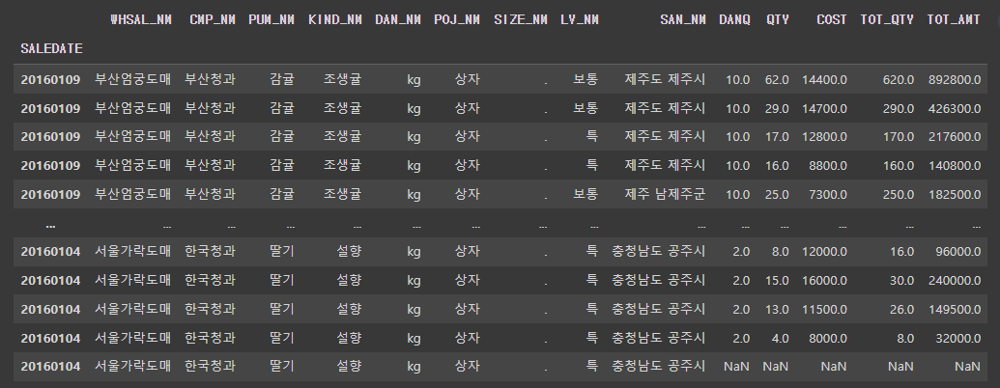 WHSAL_NM CMP_NM PUM_NM KIND_NM DAN_NM POJ_NM SIZE_NM LV_NM SAN_NM DANQ QTY COST TOT_QTY TOT_AMT
SALEDATE
20160109 부산엄궁도매 부산청과 감귤 조생귤 kg 상자 . 보통 제주도 제주시 10.0 62.0 14400.0 620.0 892800.0
20160109 부산엄궁도매 부산청과 감귤 조생귤 kg 상자 . 보통 제주도 제주시 10.0 29.0 14700.0 290.0 426300.0
20160109 부산엄궁도매 부산청과 감귤 조생귤 kg 상자 . 특 제주도 제주시 10.0 17.0 12800.0 170.0 217600.0
20160109 부산엄궁도매 부산청과 감귤 조생귤 kg 상자 . 특 제주도 제주시 10.0 16.0 8800.0 160.0 140800.0
20160109 부산엄궁도매 부산청과 감귤 조생귤 kg 상자 . 보통 제주 남제주군 10.0 25.0 7300.0 250.0 182500.0
... ... ... ... ... ... ... ... ... ... ... ... ... ... ...
20160104 서울가락도매 한국청과 딸기 설향 kg 상자 . 특 충청남도 공주시 2.0 8.0 12000.0 16.0 96000.0
20160104 서울가락도매 한국청과 딸기 설향 kg 상자 . 특 충청남도 공주시 2.0 15.0 16000.0 30.0 240000.0
20160104 서울가락도매 한국청과 딸기 설향 kg 상자 . 특 충청남도 공주시 2.0 13.0 11500.0 26.0 149500.0
20160104 서울가락도매 한국청과 딸기 설향 kg 상자 . 특 충청남도 공주시 2.0 4.0 8000.0 8.0 32000.0
20160104 서울가락도매 한국청과 딸기 설향 kg 상자 . 특 충청남도 공주시 NaN NaN NaN NaN NaN